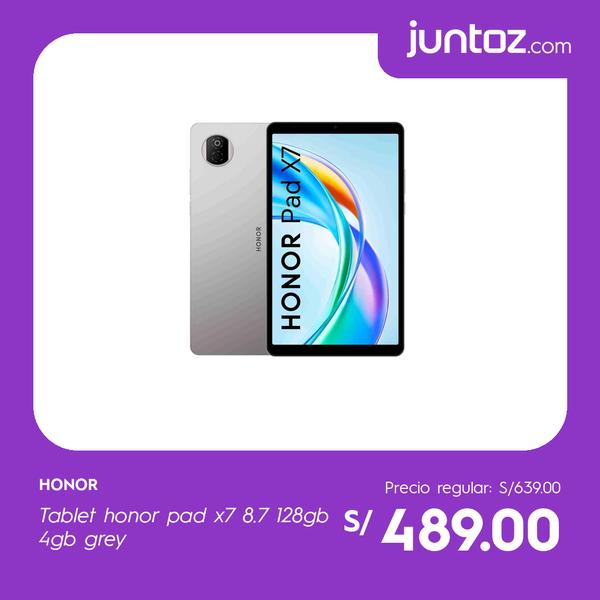 juntoz.com
HONOR
HONOR Pad X7
HONOR
Tablet honor pad x7 8.7 128gb
4gb grey
Precio regular: S/639.00
S/ 489.00